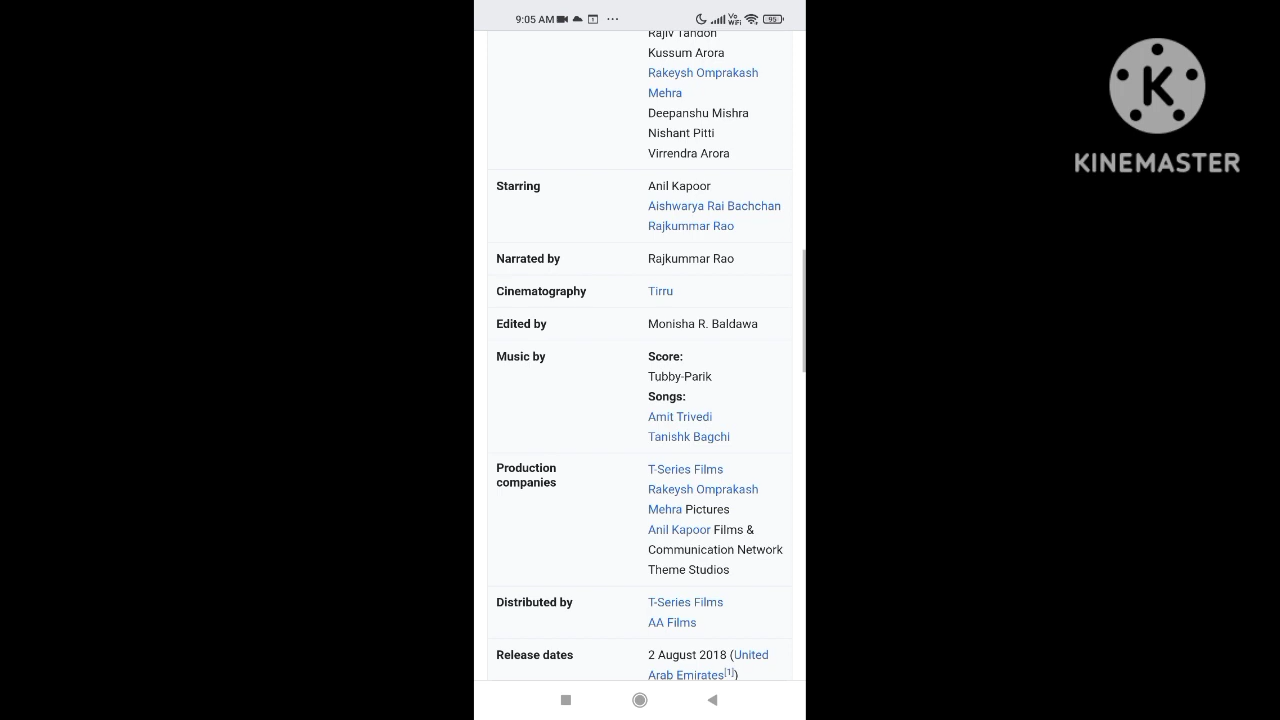 9:05 AM
Vo WiFi
95
Rajiv Tandon
Kussum Arora
Rakeysh Omprakash
Mehra
Deepanshu Mishra
Nishant Pitti
Virrendra Arora
Starring
Anil Kapoor
Aishwarya Rai Bachchan
Rajkummar Rao
Narrated by
Rajkummar Rao
Cinematography
Tirru
Edited by
Monisha R. Baldawa
Music by
Score:
Tubby-Parik
Songs:
Amit Trivedi
Tanishk Bagchi
Production
companies
T-Series Films
Rakeysh Omprakash
Mehra Pictures
Anil Kapoor Films &
Communication Network
Theme Studios
Distributed by
T-Series Films
AA Films
Release dates
2 August 2018 (United
Arab Emirates[1])
K
KINEMASTER